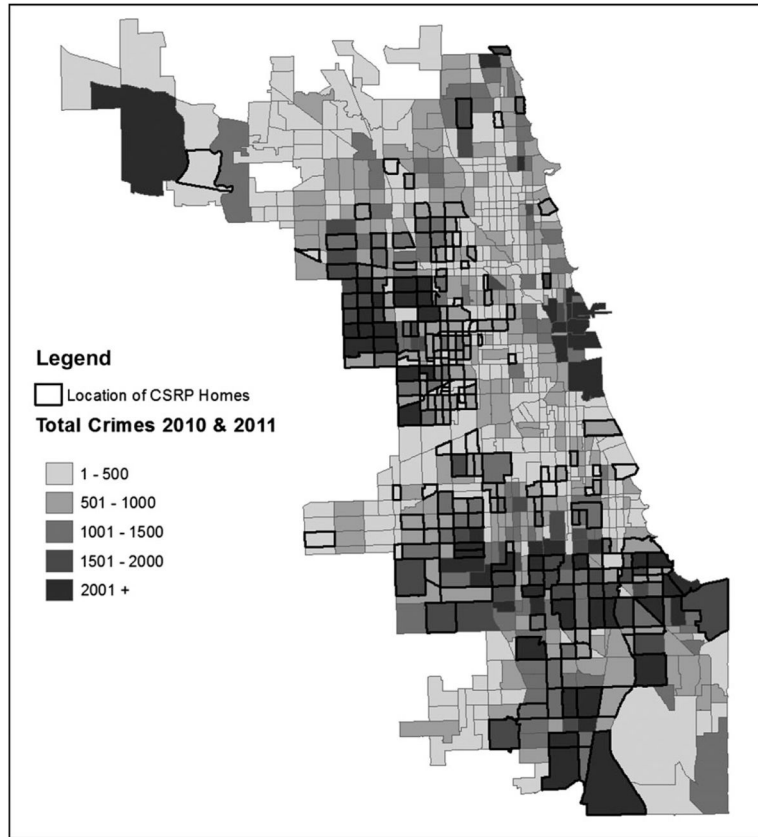 Legend
Location of CSRP Homes
Total Crimes 2010 & 2011
1 - 500
501 - 1000
1001 - 1500
1501 - 2000
2001 +